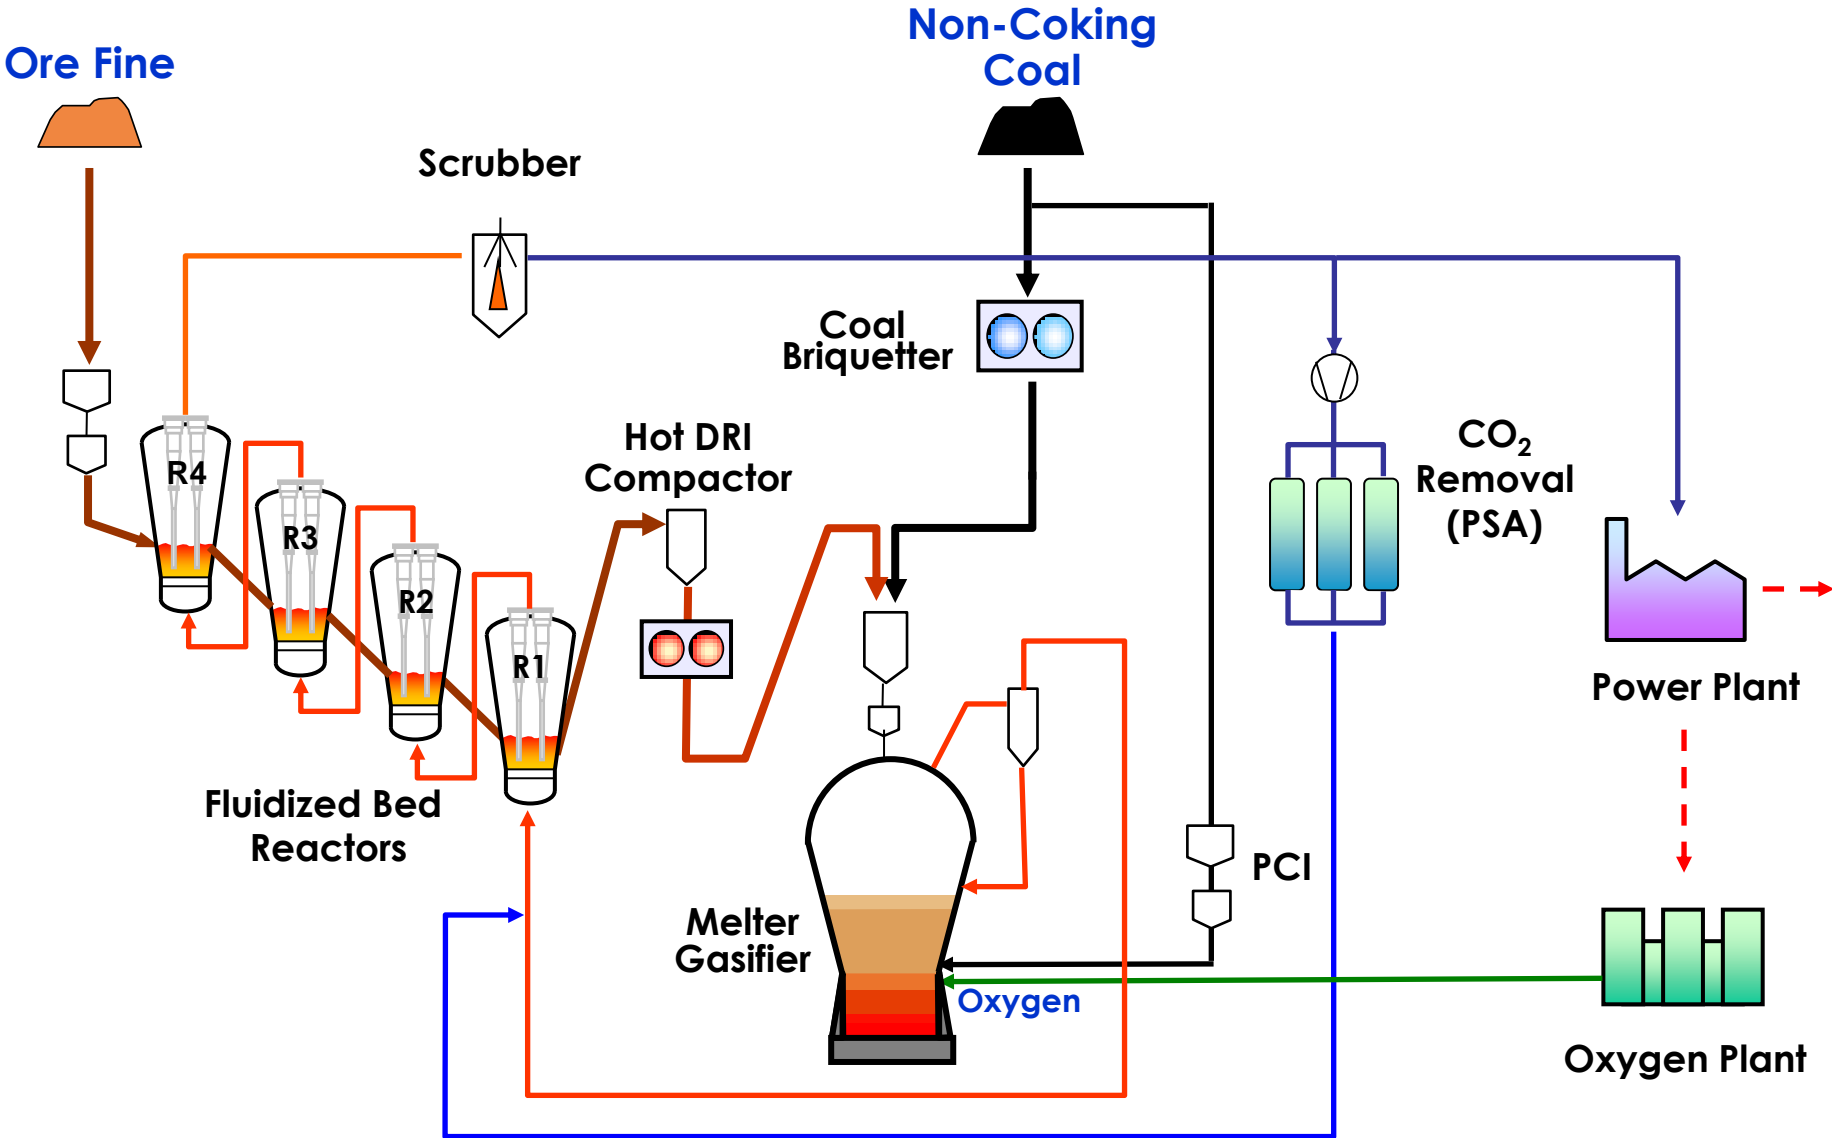 Non-Coking
Coal
Ore Fine
Scrubber
Coal
Briquetter
Hot DRI
Compactor
CO₂
Removal
(PSA)
R4
R3
R2
R1
Power Plant
Fluidized Bed
Reactors
PCI
Melter
Gasifier
Oxygen
Oxygen Plant